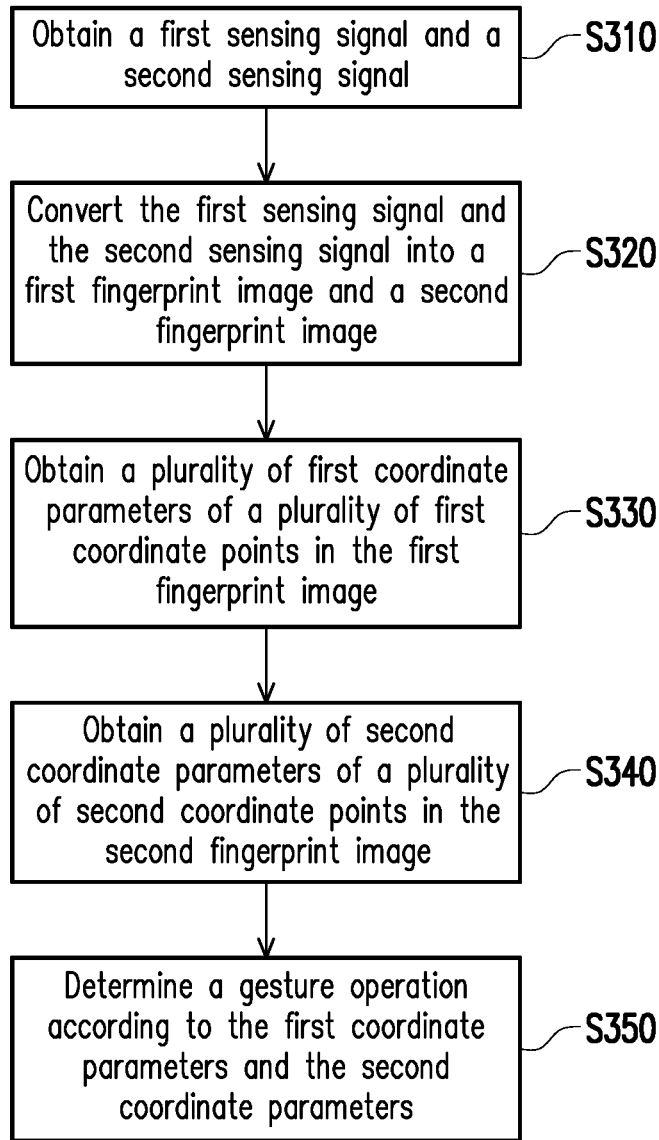 Obtain a first sensing signal and a
second sensing signal
S310
Convert the first sensing signal and
the second sensing signal into a
first fingerprint image and a second
fingerprint image
S320
Obtain a plurality of first coordinate
parameters of a plurality of first
coordinate points in the first
fingerprint image
S330
Obtain a plurality of second
coordinate parameters of a plurality
of second coordinate points in the
second fingerprint image
S340
Determine a gesture operation
according to the first coordinate
parameters and the second
coordinate parameters
S350